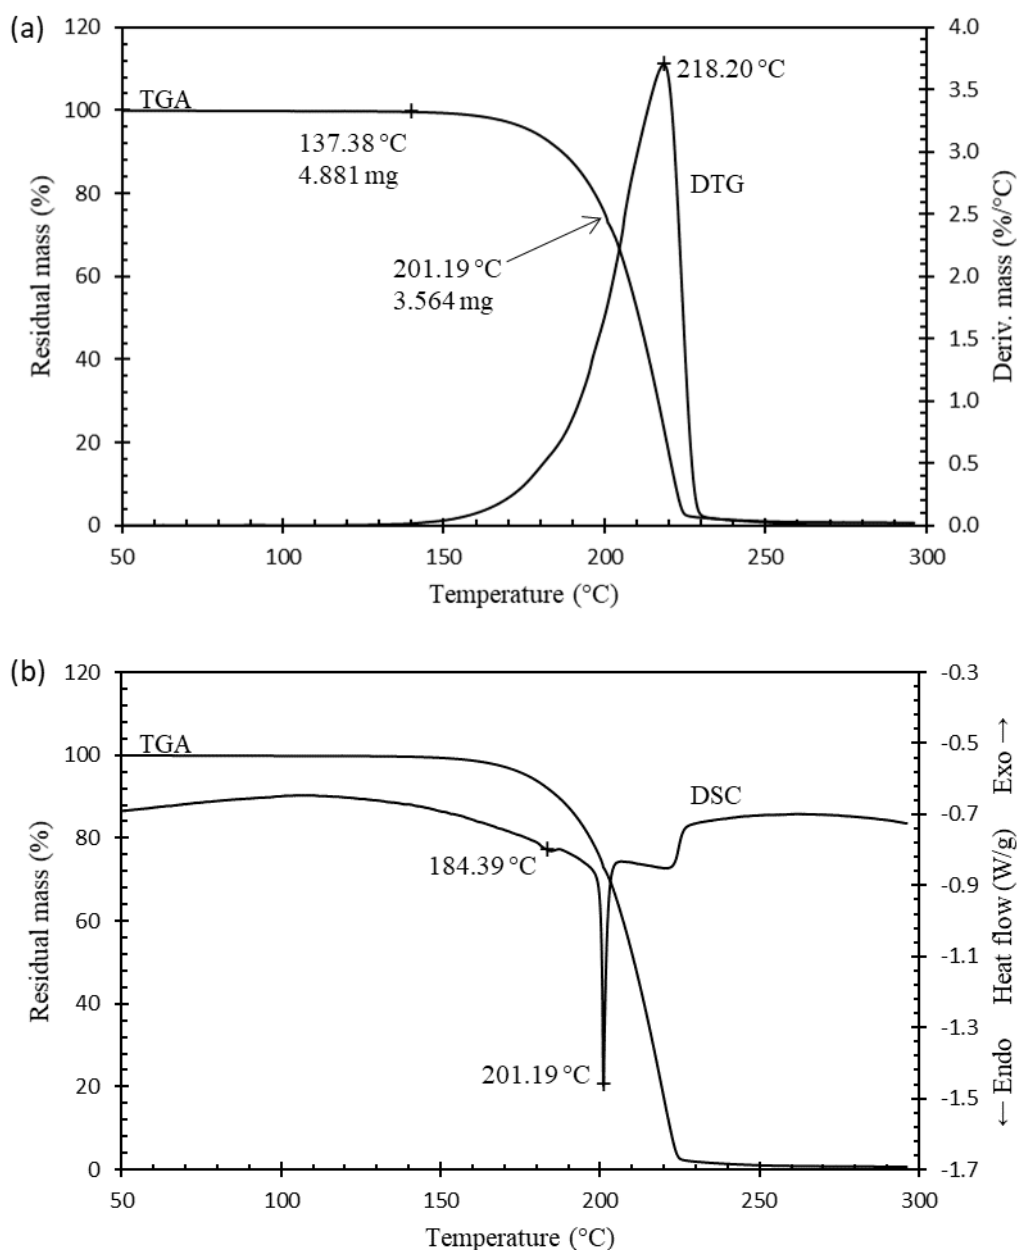 (a)
120
100
80
60
40
20
0
Residual mass (%)
TGA
137.38 °C
4.881 mg
201.19 °C
3.564 mg
218.20 °C
DTG
4.0
3.5
3.0
2.5
2.0
1.5
1.0
0.5
0.0
Deriv. mass (%/°C)
50 100 150 200 250 300
Temperature (°C)
(b)
120
100
80
60
40
20
0
Residual mass (%)
TGA
184.39 °C
201.19 °C
DSC
-0.3
-0.5
-0.7
-0.9
-1.1
-1.3
-1.5
-1.7
← Endo Heat flow (W/g) Exo →
50 100 150 200 250 300
Temperature (°C)